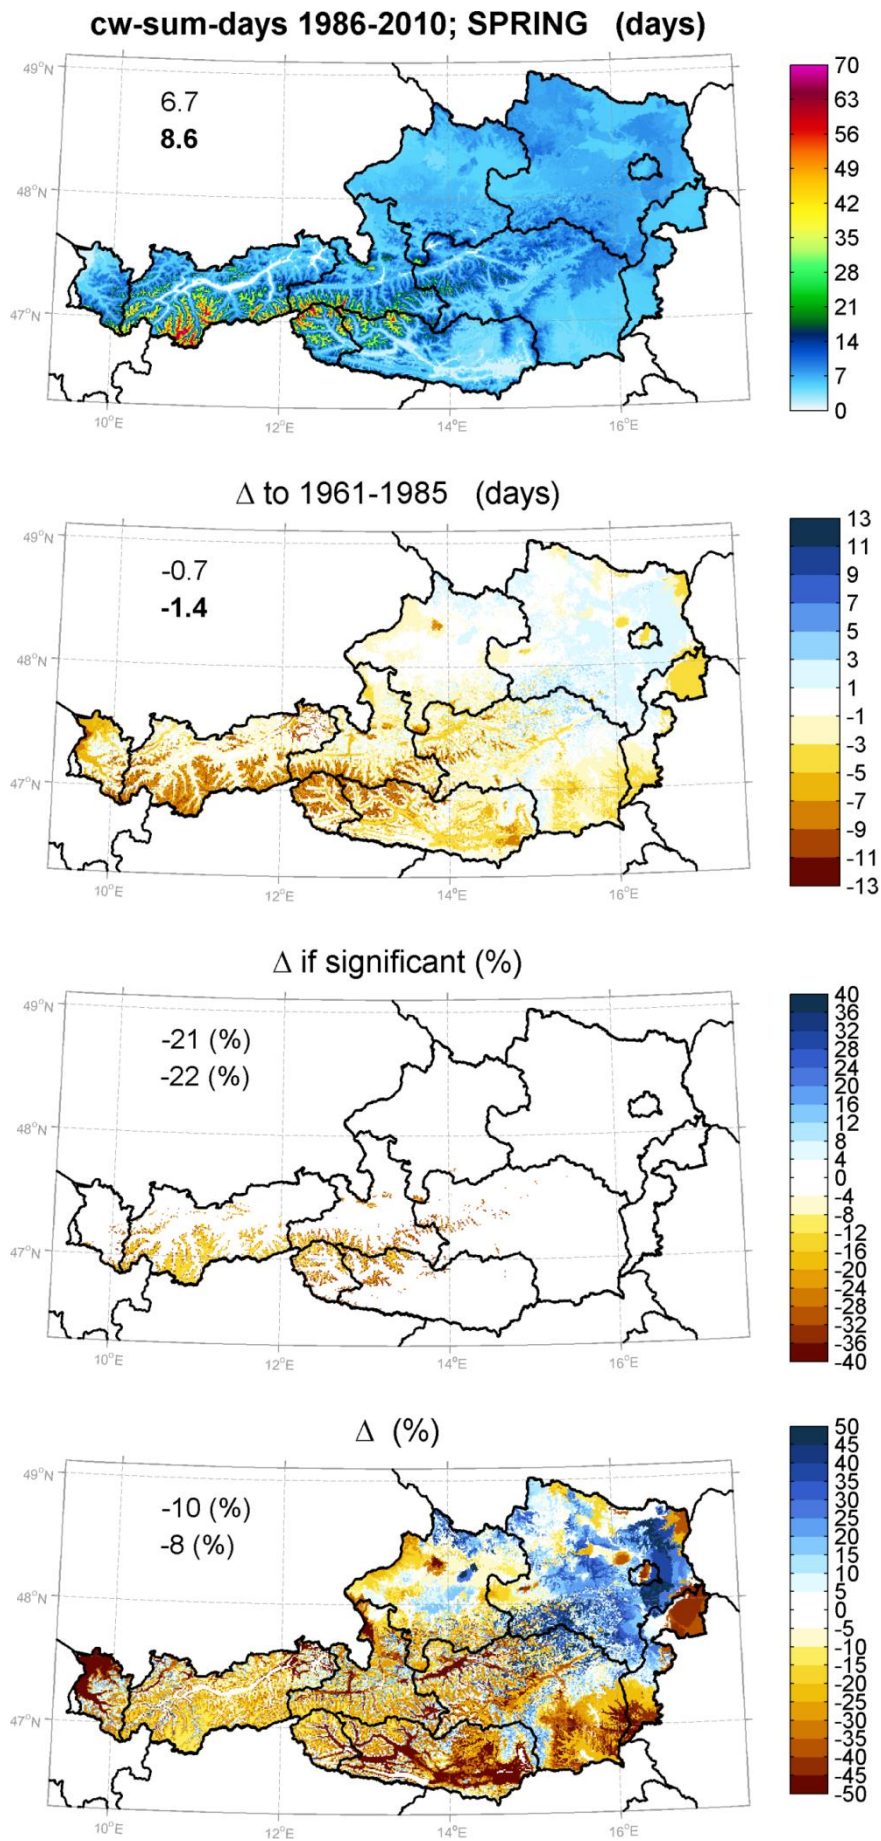 cw-sum-days 1986-2010; SPRING (days)
6.7
8.6
49°N
48°N
47°N
10°E
12°E
14°E
16°E
70
63
56
49
42
35
28
21
14
7
0
Δ to 1961-1985 (days)
-0.7
-1.4
49°N
48°N
47°N
10°E
12°E
14°E
16°E
13
11
9
7
5
3
1
-1
-3
-5
-7
-9
-11
-13
Δ if significant (%)
-21 (%)
-22 (%)
49°N
48°N
47°N
10°E
12°E
14°E
16°E
40
36
32
28
24
20
16
12
8
4
0
-4
-8
-12
-16
-20
-24
-28
-32
-36
-40
Δ (%)
-10 (%)
-8 (%)
49°N
48°N
47°N
10°E
12°E
14°E
16°E
50
45
40
35
30
25
20
15
10
5
0
-5
-10
-15
-20
-25
-30
-35
-40
-45
-50